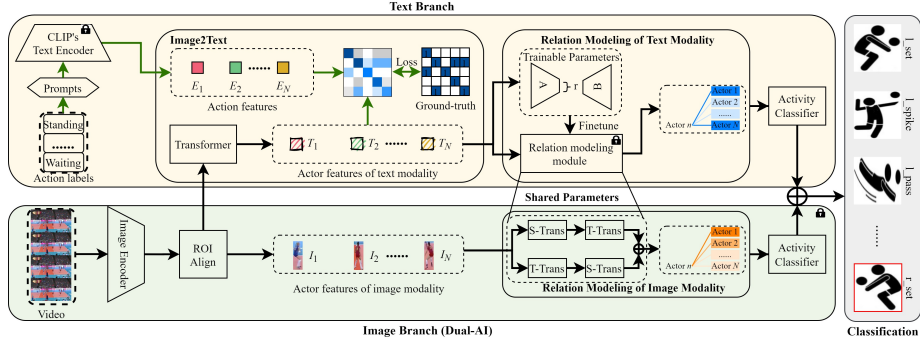 Text Branch
CLIP's
Text Encoder
Prompts
Standing
......
Waiting
Action labels
Image2Text
E1
E2
......
EN
Action features
Loss
Ground-truth
Transformer
T1
T2
......
TN
Actor features of text modality
Relation Modeling of Text Modality
Trainable Parameters
A
r
B
Finetune
Relation modeling
module
Actor n
Actor 1
Actor 2
......
Actor N
Activity
Classifier
Shared Parameters
Video
Image Encoder
ROI
Align
I1
I2
......
IN
Actor features of image modality
S-Trans
T-Trans
T-Trans
S-Trans
Actor n
Actor 1
Actor 2
......
Actor N
Relation Modeling of Image Modality
Activity
Classifier
Image Branch (Dual-AI)
l_set
l_spike
l_pass
......
r_set
Classification